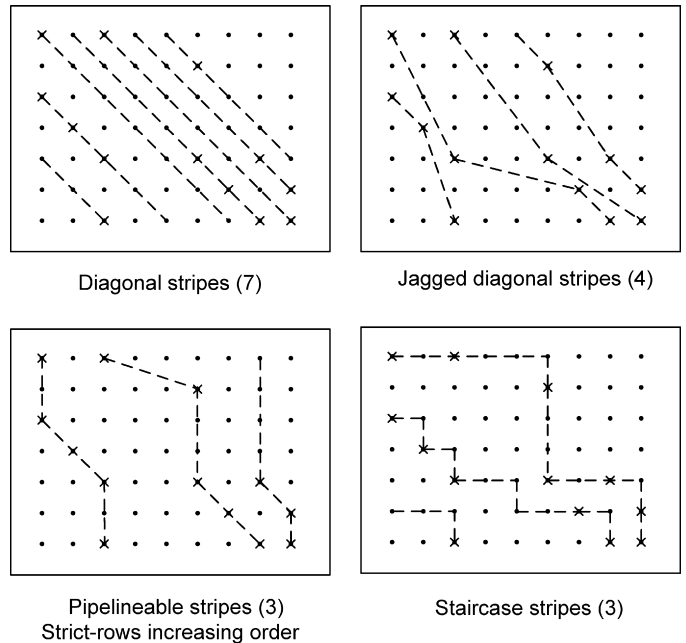 Diagonal stripes (7)
Jagged diagonal stripes (4)
Pipelineable stripes (3)
Strict-rows increasing order
Staircase stripes (3)